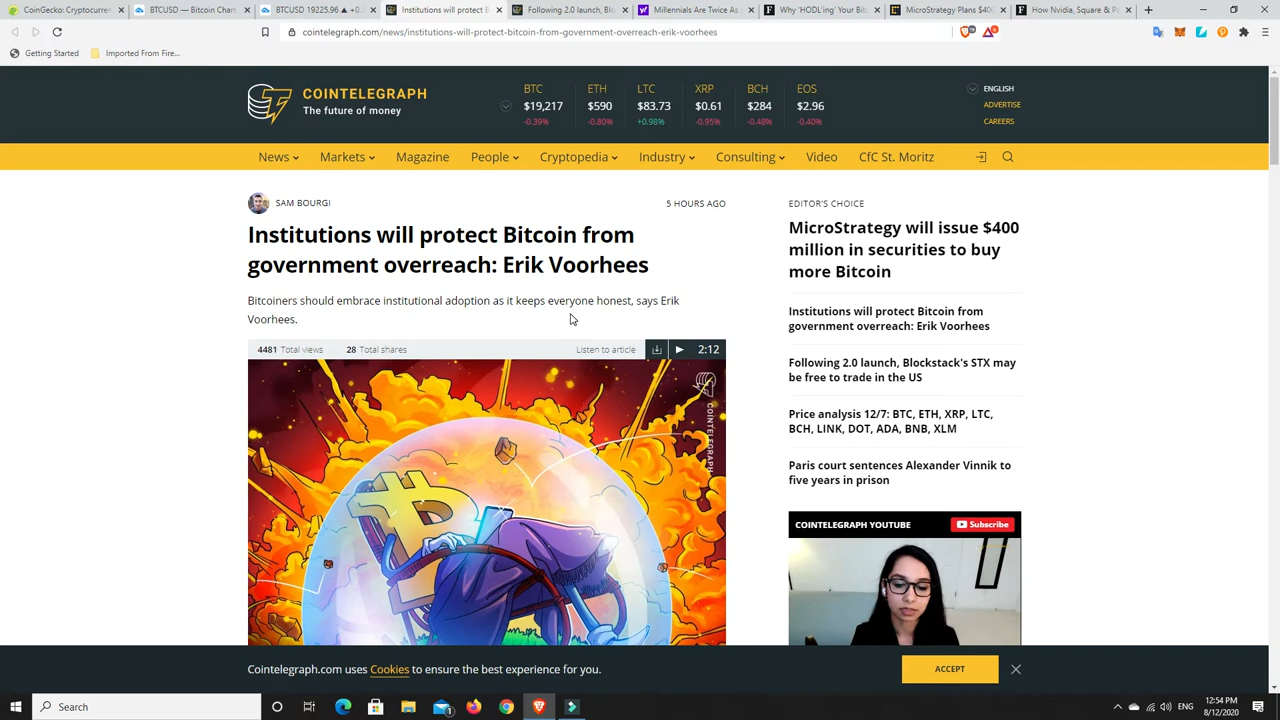 CoinGecko: Cryptocurrenc
BTCUSD — Bitcoin Chart
BTCUSD 19225.96 ▲ +0.
Institutions will protect B
Following 2.0 launch, Blo
Millennials Are Twice As
Why 'HODL'ing' Your Bit
MicroStrategy Plans $400
How Nvidia, Square & Pa
cointelegraph.com/news/institutions-will-protect-bitcoin-from-government-overreach-erik-voorhees
Getting Started
Imported From Fire...
COINTELEGRAPH
The future of money
BTC ETH LTC XRP BCH EOS
$19,217 $590 $83.73 $0.61 $284 $2.96
-0.39% -0.80% +0.98% -0.95% -0.48% -0.40%
ENGLISH
ADVERTISE
CAREERS
News Markets Magazine People Cryptopedia Industry Consulting Video CfC St. Moritz
SAM BOURGI
5 HOURS AGO
Institutions will protect Bitcoin from
government overreach: Erik Voorhees
Bitcoiners should embrace institutional adoption as it keeps everyone honest, says Erik
Voorhees.
4481 Total views 28 Total shares Listen to article 2:12
COINTELEGRAPH
EDITOR'S CHOICE
MicroStrategy will issue $400
million in securities to buy
more Bitcoin
Institutions will protect Bitcoin from
government overreach: Erik Voorhees
Following 2.0 launch, Blockstack's STX may
be free to trade in the US
Price analysis 12/7: BTC, ETH, XRP, LTC,
BCH, LINK, DOT, ADA, BNB, XLM
Paris court sentences Alexander Vinnik to
five years in prison
COINTELEGRAPH YOUTUBE
Subscribe
Cointelegraph.com uses Cookies to ensure the best experience for you.
ACCEPT
Search
ENG
12:54 PM
8/12/2020